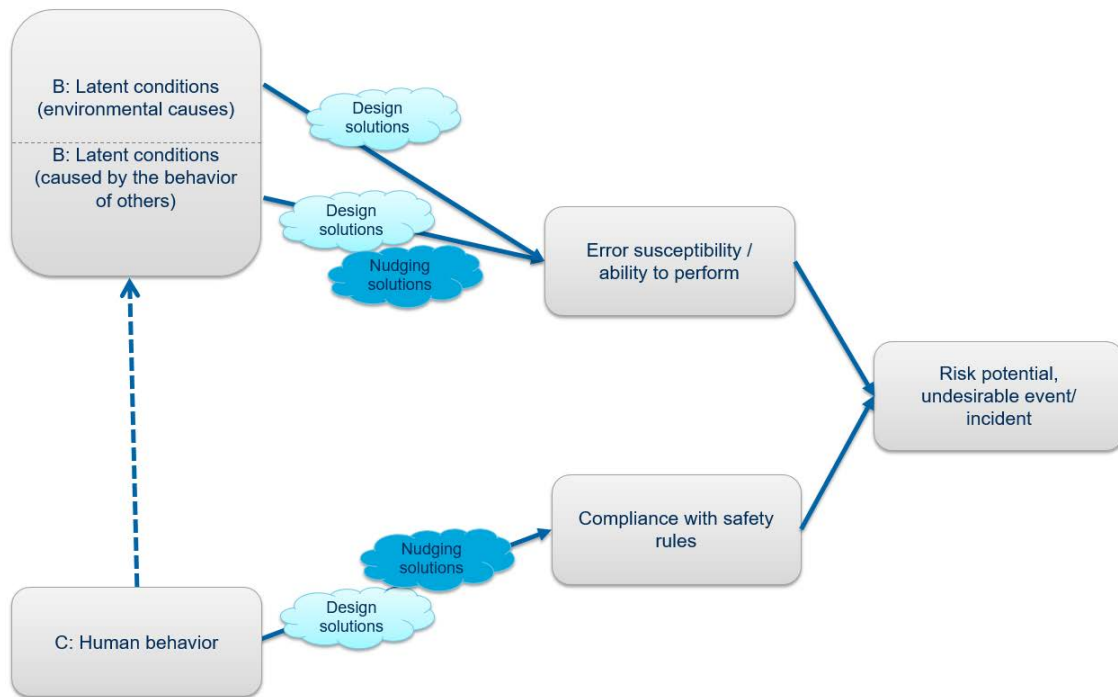 B: Latent conditions
(environmental causes)
B: Latent conditions
(caused by the behavior
of others)
Design
solutions
Design
solutions
Nudging
solutions
Error susceptibility /
ability to perform
Risk potential,
undesirable event/
incident
Compliance with safety
rules
Nudging
solutions
Design
solutions
C: Human behavior